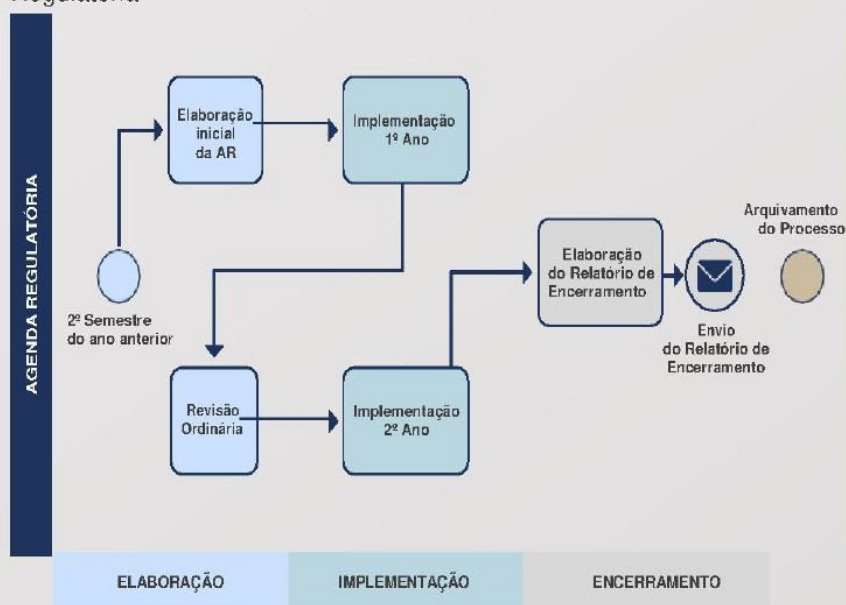 AGENDA REGULATÓRIA
Elaboração
inicial
da AR
Implementação
1º Ano
2º Semestre
do ano anterior
Revisão
Ordinária
Implementação
2º Ano
Elaboração
do Relatório de
Encerramento
Envio
do Relatório de
Encerramento
Arquivamento
do Processo
ELABORAÇÃO
IMPLEMENTAÇÃO
ENCERRAMENTO